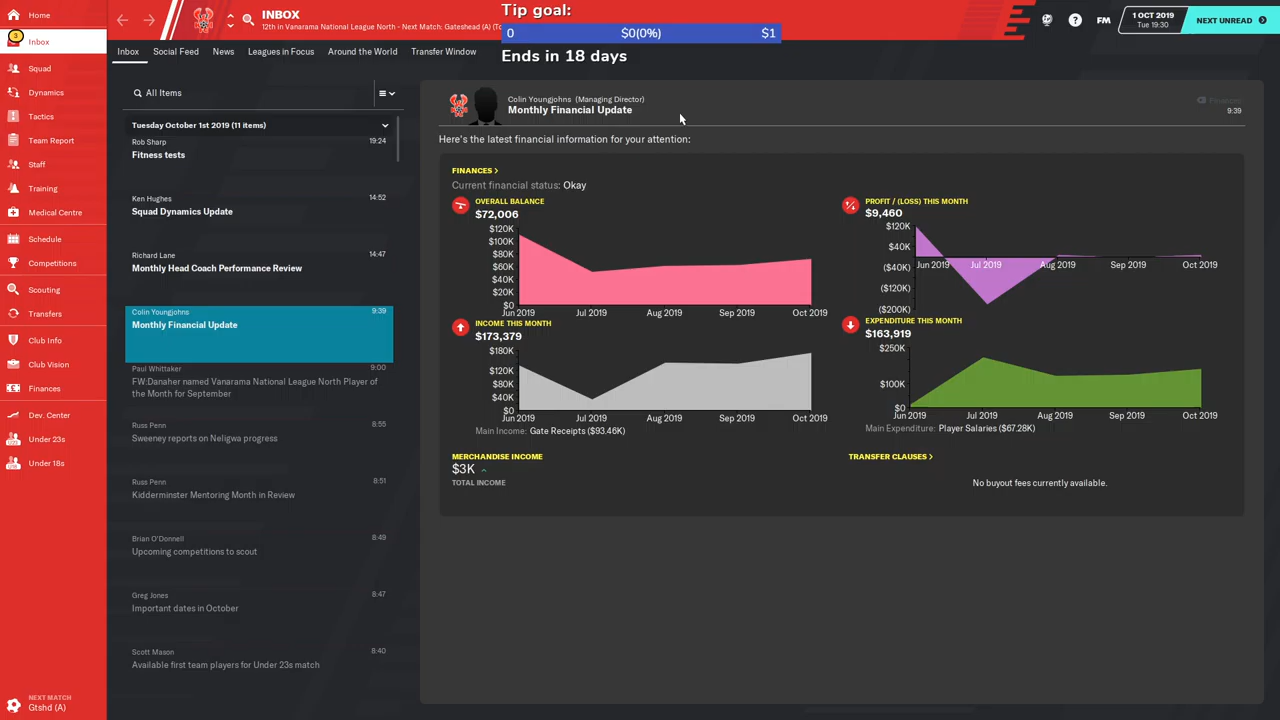 Home
3
Inbox
Squad
Dynamics
Tactics
Team Report
Staff
Training
Medical Centre
Schedule
Competitions
Scouting
Transfers
Club Info
Club Vision
Finances
Dev. Center
Under 23s
Under 18s
NEXT MATCH
Gtshd (A)
INBOX
12th in Vanarama National League North - Next Match: Gateshead (A) (To
Tip goal:
0 $0(0%) $1
Ends in 18 days
?
FM
1 OCT 2019
Tue 19:30
NEXT UNREAD
Inbox Social Feed News Leagues in Focus Around the World Transfer Window
All Items
Tuesday October 1st 2019 (11 items)
Rob Sharp 19:24
Fitness tests
Ken Hughes 14:52
Squad Dynamics Update
Richard Lane 14:47
Monthly Head Coach Performance Review
Colin Youngjohns 9:39
Monthly Financial Update
Paul Whittaker 9:00
FW:Danaher named Vanarama National League North Player of
the Month for September
Russ Penn 8:55
Sweeney reports on Neligwa progress
Russ Penn 8:51
Kidderminster Mentoring Month in Review
Brian O'Donnell 8:49
Upcoming competitions to scout
Greg Jones 8:47
Important dates in October
Scott Mason 8:40
Available first team players for Under 23s match
Colin Youngjohns (Managing Director)
Monthly Financial Update
Finances
9:39
Here's the latest financial information for your attention:
FINANCES >
Current financial status: Okay
OVERALL BALANCE
$72,006
$120K
$100K
$80K
$60K
$40K
$20K
$0
Jun 2019 Jul 2019 Aug 2019 Sep 2019 Oct 2019
PROFIT / (LOSS) THIS MONTH
$9,460
$120K
$40K
($40K)
($120K)
($200K)
Jun 2019 Jul 2019 Aug 2019 Sep 2019 Oct 2019
INCOME THIS MONTH
$173,379
$180K
$120K
$80K
$40K
$0
Jun 2019 Jul 2019 Aug 2019 Sep 2019 Oct 2019
Main Income: Gate Receipts ($93.46K)
EXPENDITURE THIS MONTH
$163,919
$250K
$100K
$0
Jun 2019 Jul 2019 Aug 2019 Sep 2019 Oct 2019
Main Expenditure: Player Salaries ($67.28K)
MERCHANDISE INCOME
$3K
TOTAL INCOME
TRANSFER CLAUSES >
No buyout fees currently available.